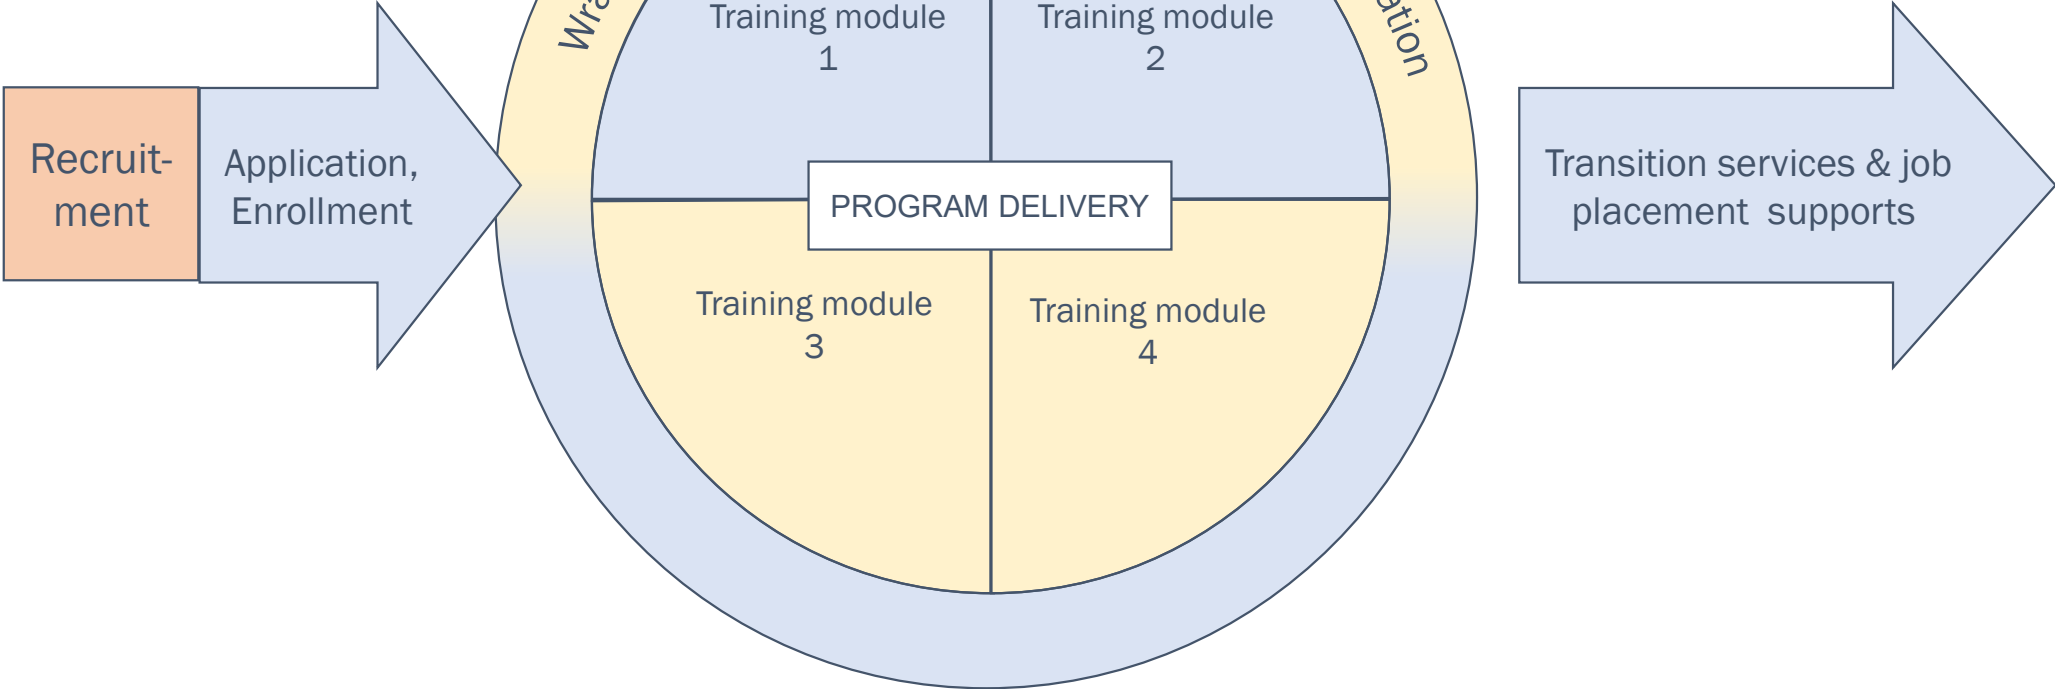 Training module
1
Training module
2
Recruit-
ment
Application,
Enrollment
PROGRAM DELIVERY
Transition services & job
placement  supports
Training module
3
Training module
4